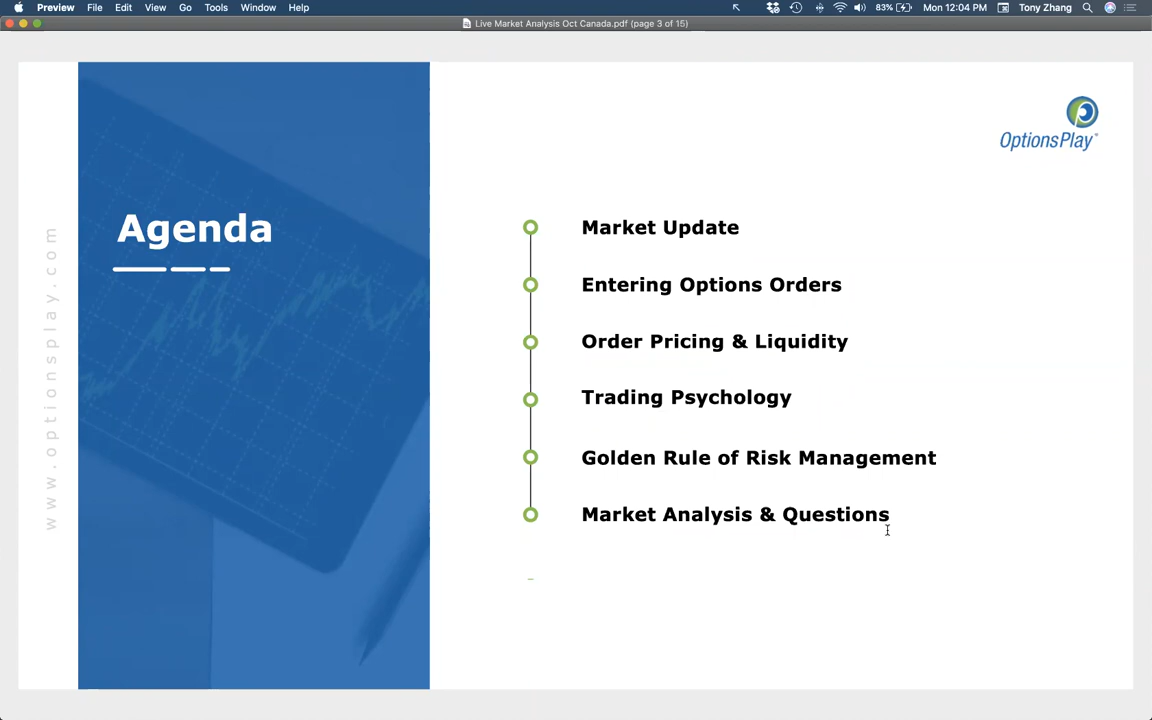 Preview File Edit View Go Tools Window Help 83% Mon 12:04 PM Tony Zhang
Live Market Analysis Oct Canada.pdf (page 3 of 15)
OptionsPlay™
www.optionsplay.com
Agenda
Market Update
Entering Options Orders
Order Pricing & Liquidity
Trading Psychology
Golden Rule of Risk Management
Market Analysis & Questions